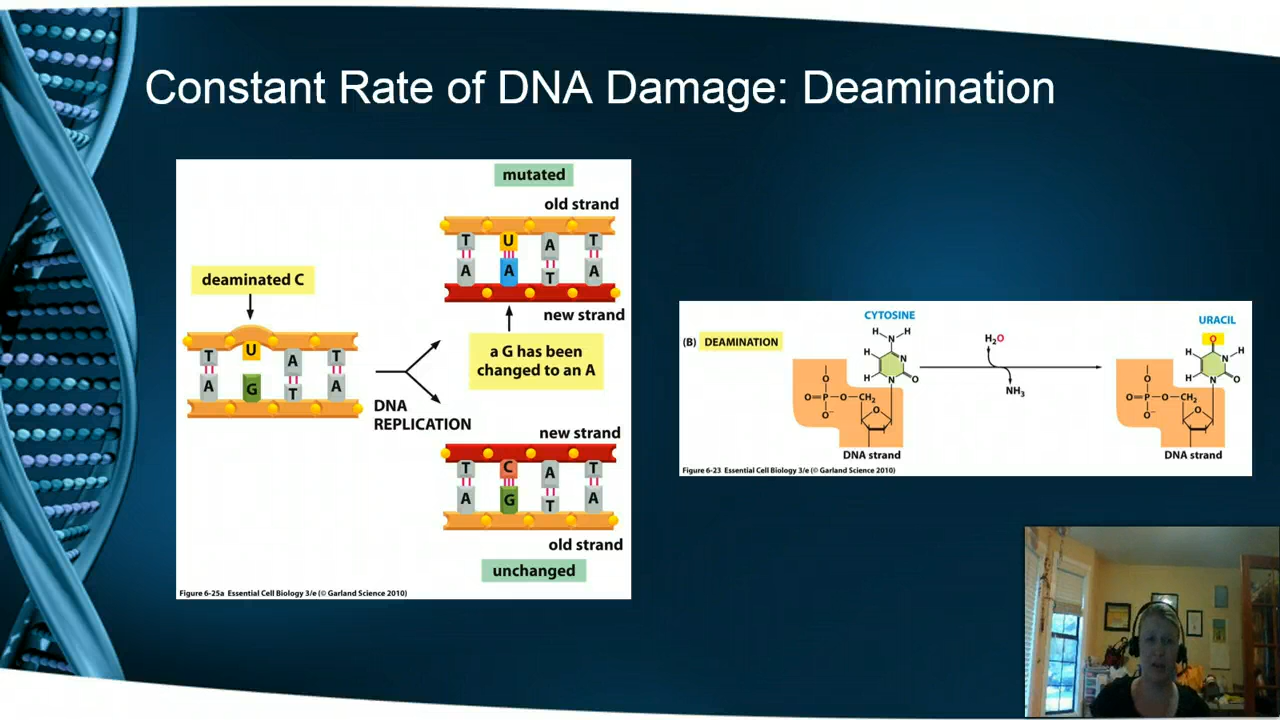 Constant Rate of DNA Damage: Deamination
mutated
old strand
T U A T
A A T A
new strand
deaminated C
T U A T
A G T A
a G has been
changed to an A
DNA
REPLICATION
new strand
T C A T
A G T A
old strand
unchanged
Figure 6-25a Essential Cell Biology 3/e (© Garland Science 2010)
(B) DEAMINATION
CYTOSINE
H N H
H C C N
H C N C O
O
O=P—O—CH₂
O⁻
O
DNA strand
H₂O
NH₃
URACIL
O
H N H
H N O
O
O=P—O—CH₂
O⁻
O
DNA strand
Figure 6-23 Essential Cell Biology 3/e (© Garland Science 2010)